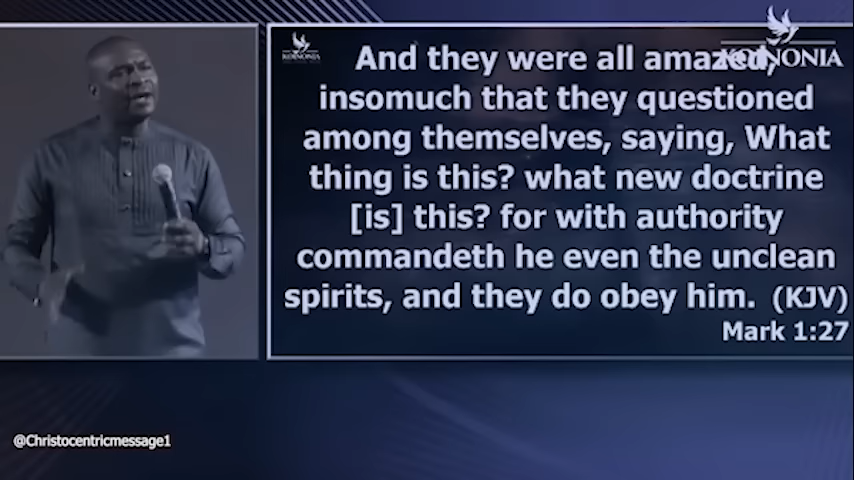 KOINONIA
KOINONIA
And they were all amazed,
insomuch that they questioned
among themselves, saying, What
thing is this? what new doctrine
[is] this? for with authority
commandeth he even the unclean
spirits, and they do obey him. (KJV)
Mark 1:27
@Christocentricmessage1